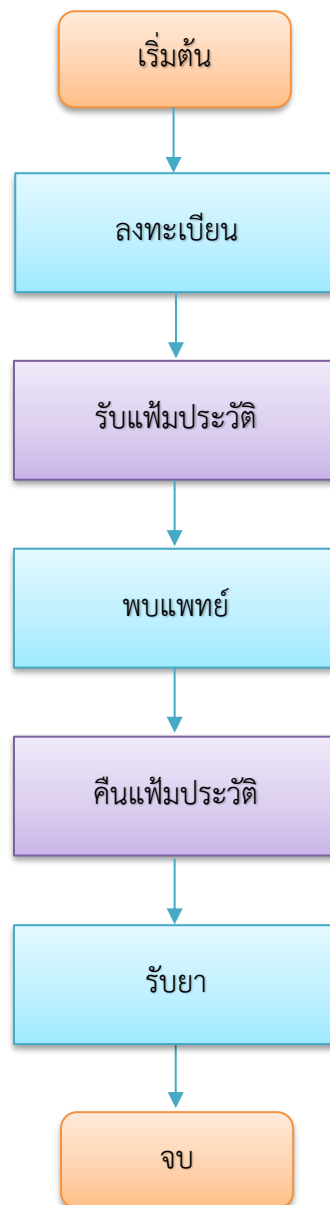 เริ่มต้น
ลงทะเบียน
รับแฟ้มประวัติ
พบแพทย์
คืนแฟ้มประวัติ
รับยา
จบ